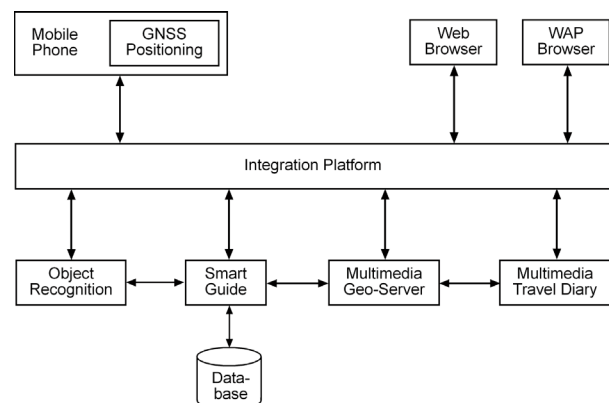 Mobile
Phone
GNSS
Positioning
Web
Browser
WAP
Browser
Integration Platform
Object
Recognition
Smart
Guide
Multimedia
Geo-Server
Multimedia
Travel Diary
Data-
base